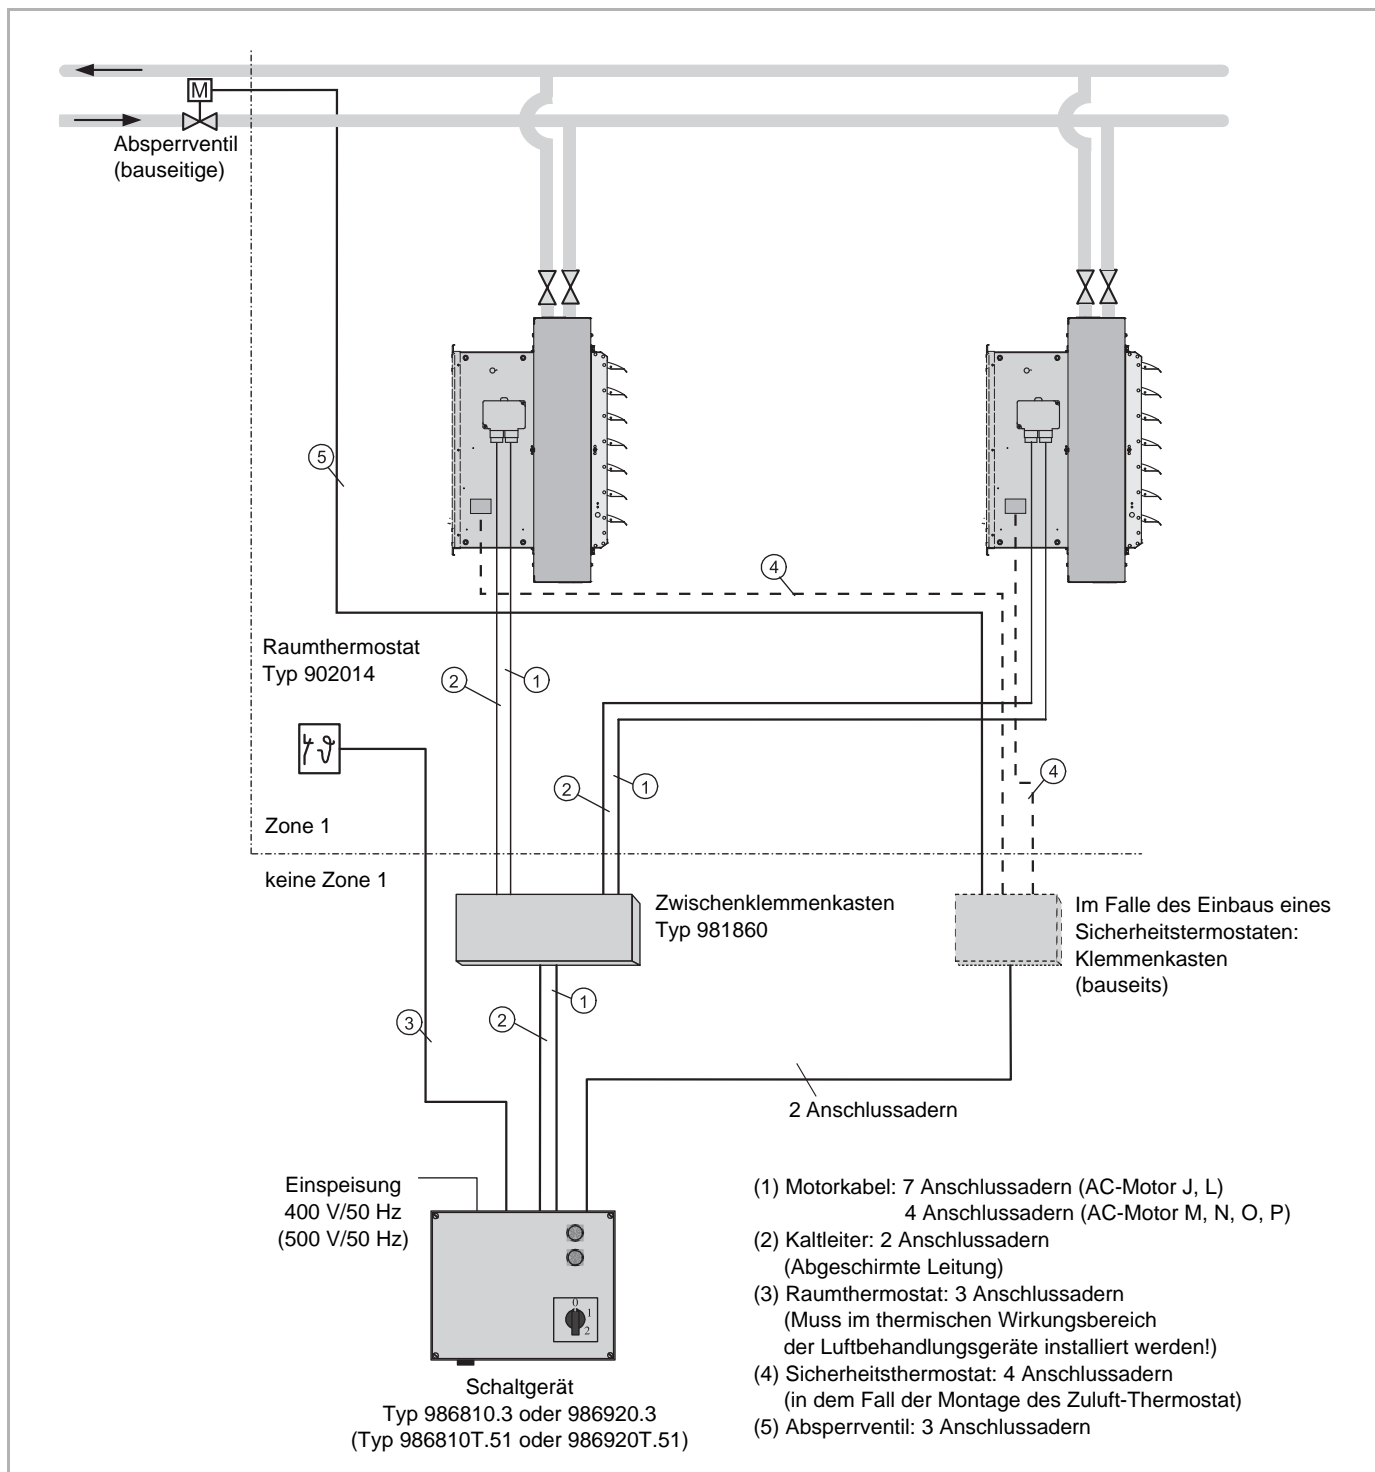 M
Absperrventil
(bauseitige)
5
4
Raumthermostat
Typ 902014
2
1
2
1
4
Zone 1
keine Zone 1
Zwischenklemmenkasten
Typ 981860
Im Falle des Einbaus eines
Sicherheitstermostaten:
Klemmenkasten
(bauseits)
1
2
3
2 Anschlussadern
Einspeisung
400 V/50 Hz
(500 V/50 Hz)
0
1
2
Schaltgerät
Typ 986810.3 oder 986920.3
(Typ 986810T.51 oder 986920T.51)
(1) Motorkabel: 7 Anschlussadern (AC-Motor J, L)
4 Anschlussadern (AC-Motor M, N, O, P)
(2) Kaltleiter: 2 Anschlussadern
(Abgeschirmte Leitung)
(3) Raumthermostat: 3 Anschlussadern
(Muss im thermischen Wirkungsbereich
der Luftbehandlungsgeräte installiert werden!)
(4) Sicherheitsthermostat: 4 Anschlussadern
(in dem Fall der Montage des Zuluft-Thermostat)
(5) Absperrventil: 3 Anschlussadern